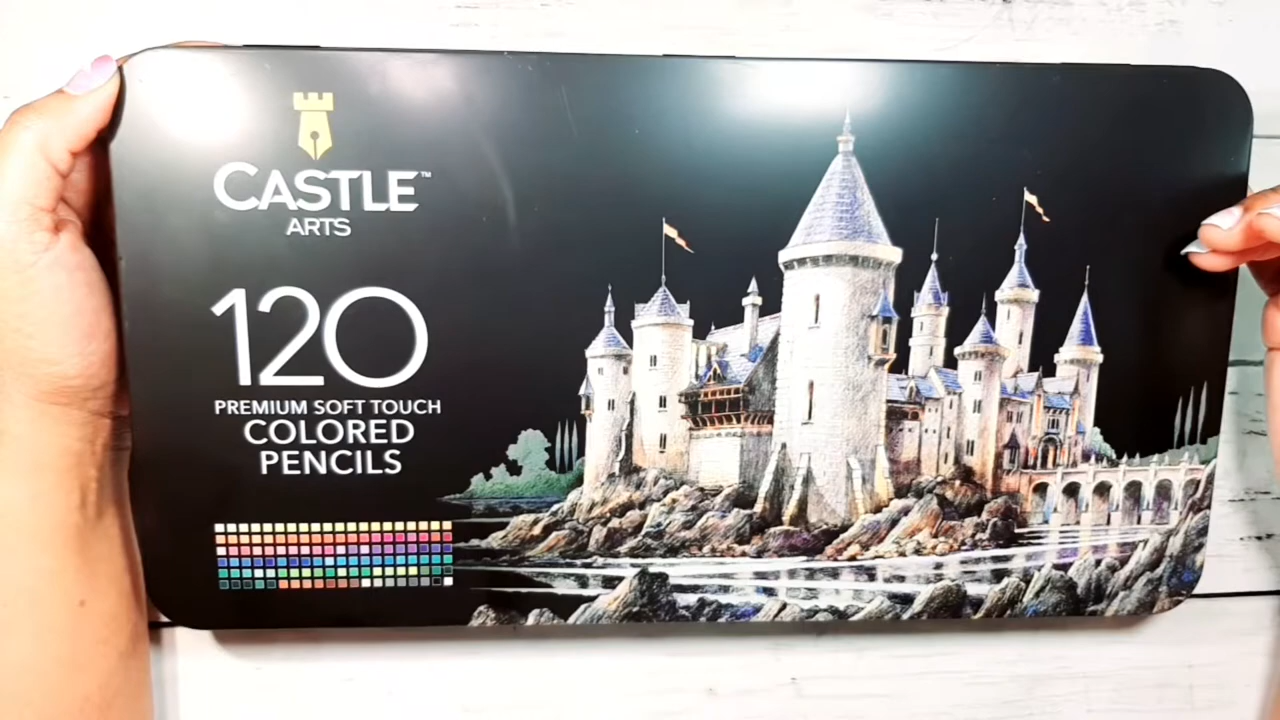 CASTLE™
ARTS
120
PREMIUM SOFT TOUCH
COLORED
PENCILS